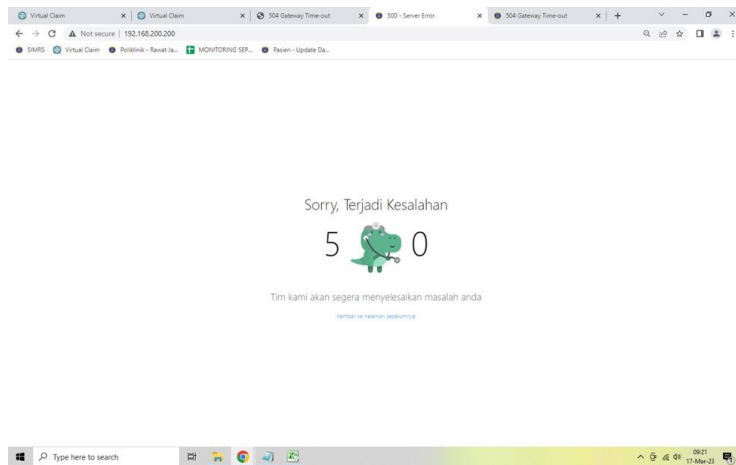 Virtual Claim
Virtual Claim
504 Gateway Time-out
500 - Server Error
504 Gateway Time-out
Not secure | 192.168.200.200
SIMRS
Virtual Claim
Poliklinik - Rawat Ja...
MONITORING SEP...
Pasien - Update Da...
Sorry, Terjadi Kesalahan
5 0
Tim kami akan segera menyelesaikan masalah anda
Kembali ke halaman sebelumnya
Type here to search
09:21
17-Mar-23